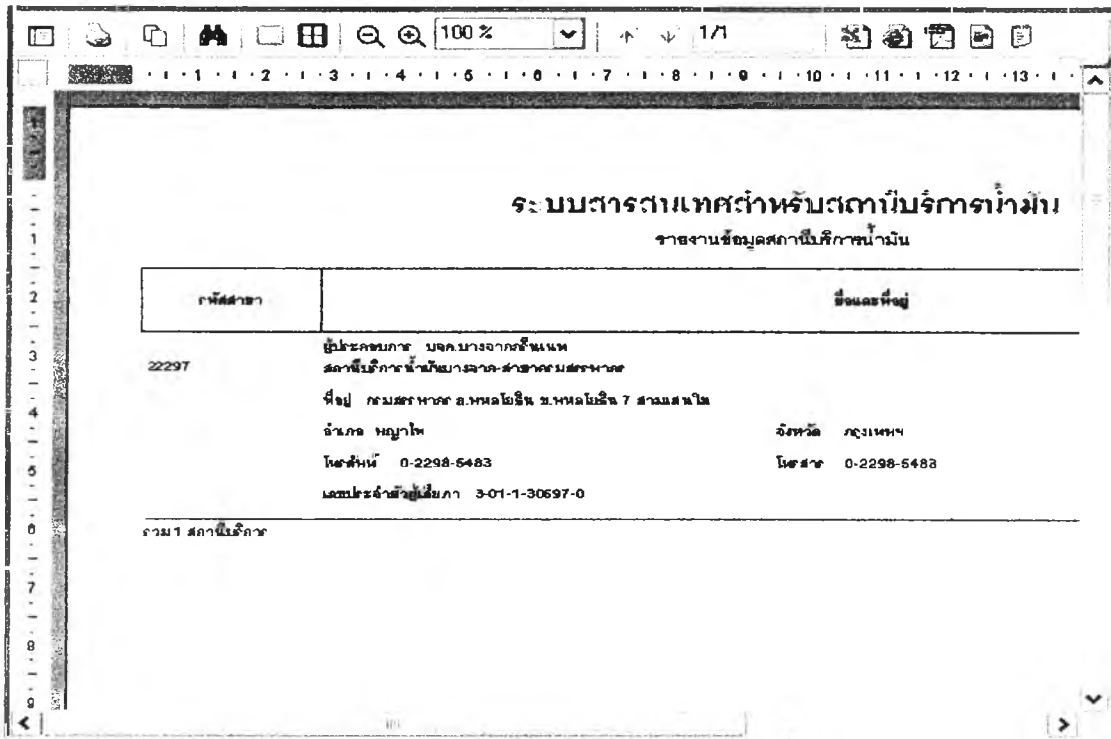 100 % 1/1
1 2 3 4 5 6 7 8 9 10 11 12 13
ระบบสารสนเทศสำหรับสถานีบริการน้ำมัน
รายงานข้อมูลสถานีบริการน้ำมัน
รหัสสาขา ชื่อและที่อยู่
ผู้ประกอบการ บจก.บางจากกรีนเนท
22297 สถานีบริการน้ำมันบางจาก-สาขากรมสรรพากร
ที่อยู่ กรมสรรพากร ถ.พหลโยธิน ซ.พหลโยธิน 7 สามเสนใน
อำเภอ พญาไท จังหวัด กรุงเทพฯ
โทรศัพท์ 0-2298-5483 โทรสาร 0-2298-5483
เลขประจำตัวผู้เสียภา 3-01-1-30697-0
รวม 1 สถานีบริการ
1
2
3
4
5
6
7
8
9